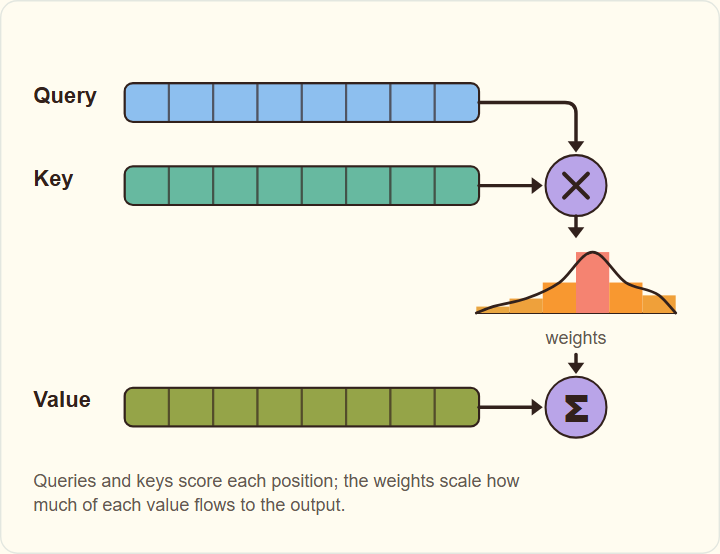 Query
Key
weights
Value
Σ
Queries and keys score each position; the weights scale how
much of each value flows to the output.